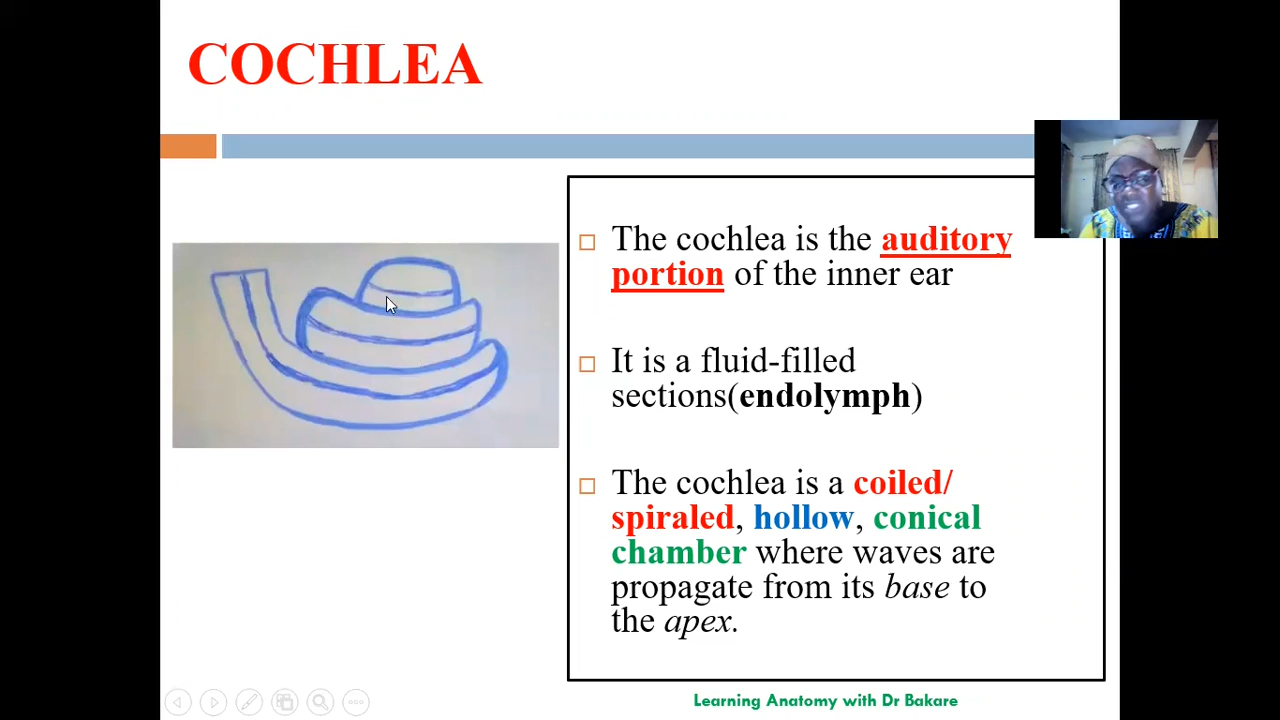 COCHLEA
The cochlea is the auditory
portion of the inner ear
It is a fluid-filled
sections(endolymph)
The cochlea is a coiled/
spiraled, hollow, conical
chamber where waves are
propagate from its base to
the apex.
Learning Anatomy with Dr Bakare